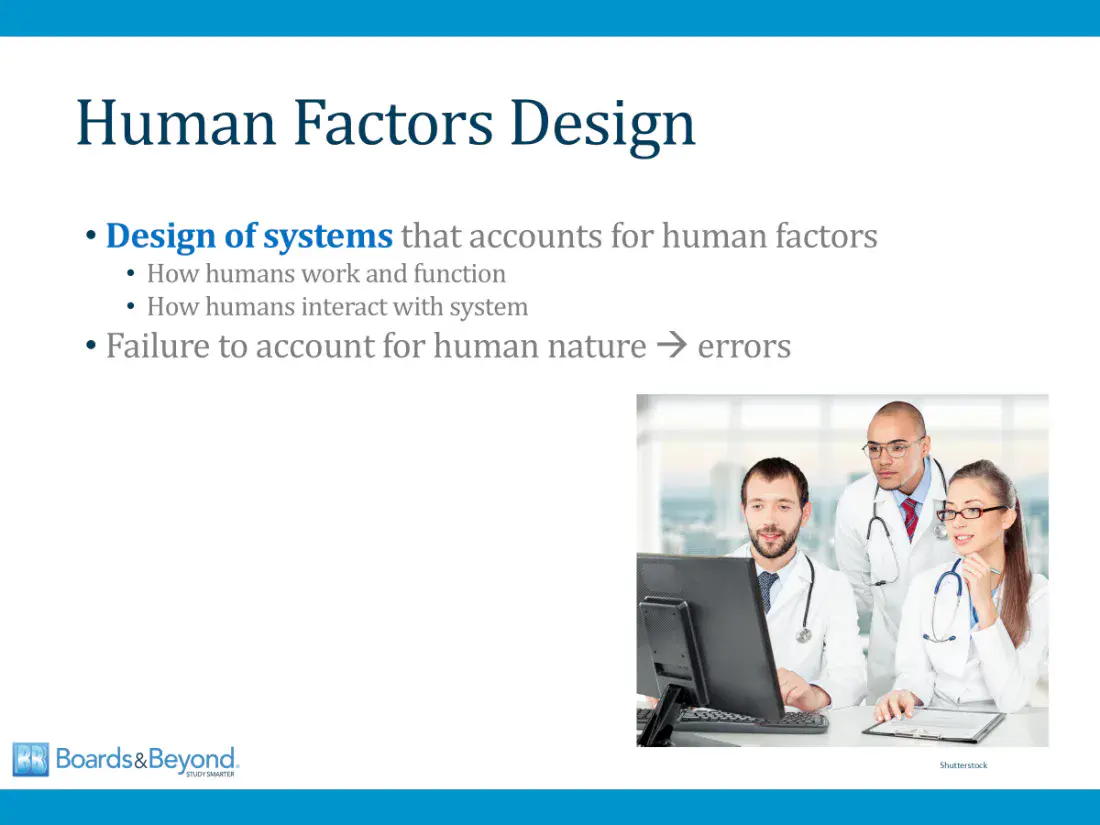 Human Factors Design
• Design of systems that accounts for human factors
• How humans work and function
• How humans interact with system
• Failure to account for human nature → errors
BB Boards&Beyond®
STUDY SMARTER
Shutterstock